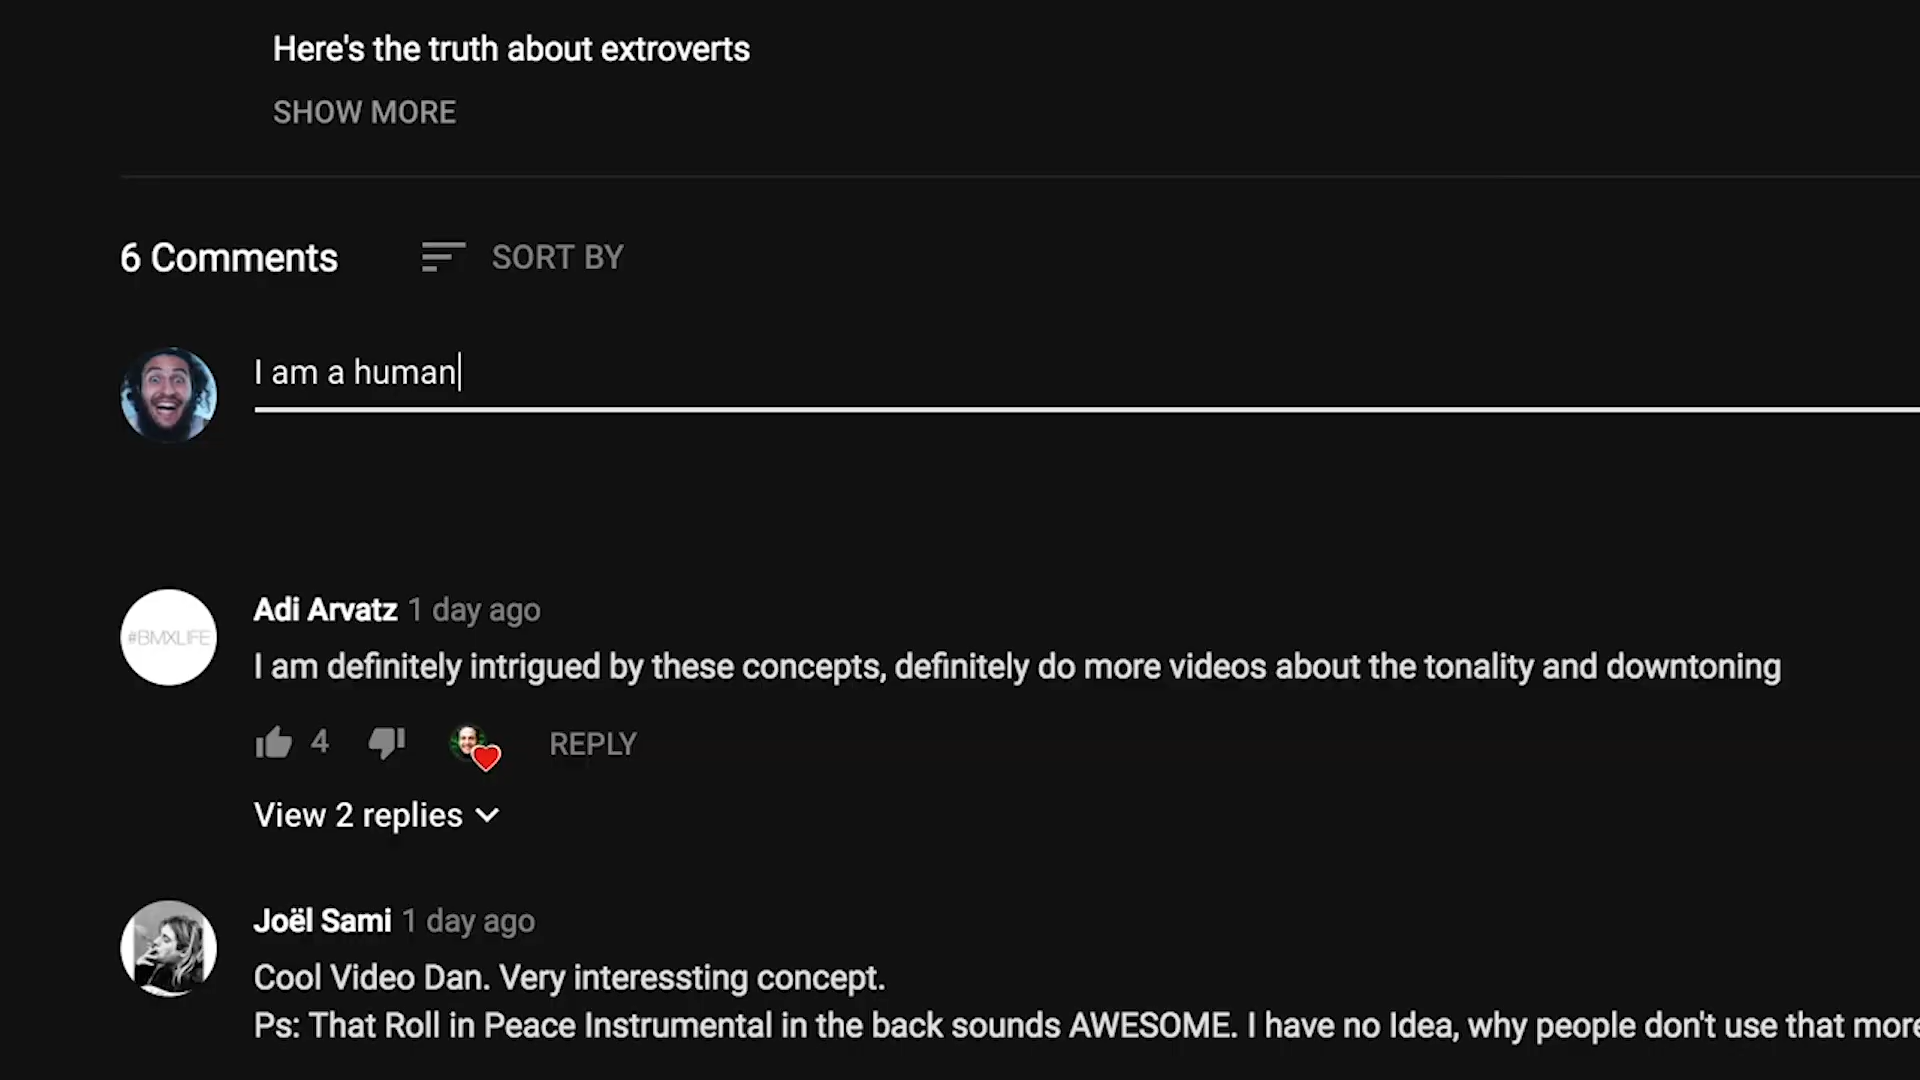 Here's the truth about extroverts
SHOW MORE
6 Comments
SORT BY
I am a human
#BMXLIFE
Adi Arvatz 1 day ago
I am definitely intrigued by these concepts, definitely do more videos about the tonality and downtoning
4
REPLY
View 2 replies
Joël Sami 1 day ago
Cool Video Dan. Very interessting concept.
Ps: That Roll in Peace Instrumental in the back sounds AWESOME. I have no Idea, why people don't use that more